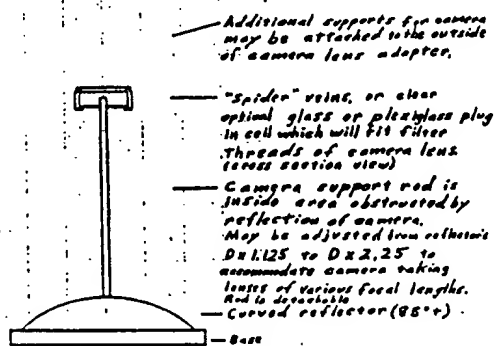 Additional supports for camera
may be attached to the outside
of camera lens adapter.
"Spider" veins, or clear
optical glass or plexiglass plug
in cell which will fit filter
Threads of camera lens
(cross section view)
Camera support rod is
inside area obstructed by
reflection of camera.
May be adjusted from reflectors
D x 1.125 to D x 2.25 to
accommodate camera taking
lenses of various focal lengths.
Rod is detachable
Curved reflector (85°+)
Base